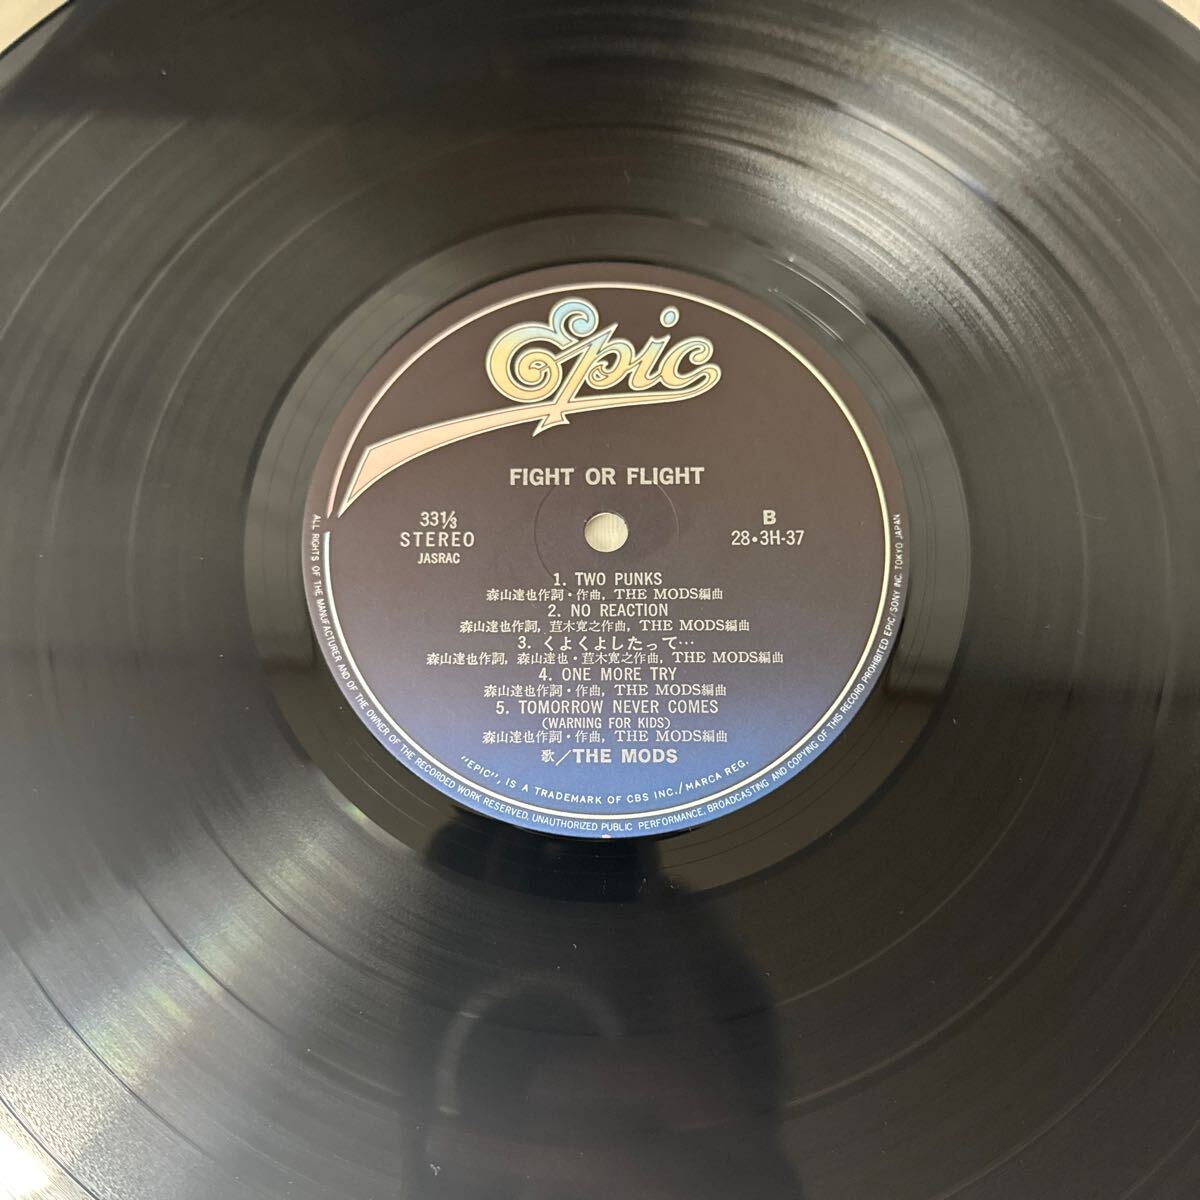 Epic
FIGHT OR FLIGHT
33⅓
STEREO
JASRAC
B
28・3H-37
1. TWO PUNKS
森山達也作詞・作曲, THE MODS編曲
2. NO REACTION
森山達也作詞, 苣木寛之作曲, THE MODS編曲
3. くよくよしたって…
森山達也作詞, 森山達也・苣木寛之作曲, THE MODS編曲
4. ONE MORE TRY
森山達也作詞・作曲, THE MODS編曲
5. TOMORROW NEVER COMES
(WARNING FOR KIDS)
森山達也作詞・作曲, THE MODS編曲
歌／THE MODS
"EPIC", IS A TRADEMARK OF CBS INC./MARCA REG.
ALL RIGHTS OF THE MANUFACTURER AND OF THE OWNER OF THE RECORDED WORK RESERVED. UNAUTHORIZED PUBLIC PERFORMANCE. BROADCASTING AND COPYING OF THIS RECORD PROHIBITED EPIC/SONY INC. TOKYO JAPAN